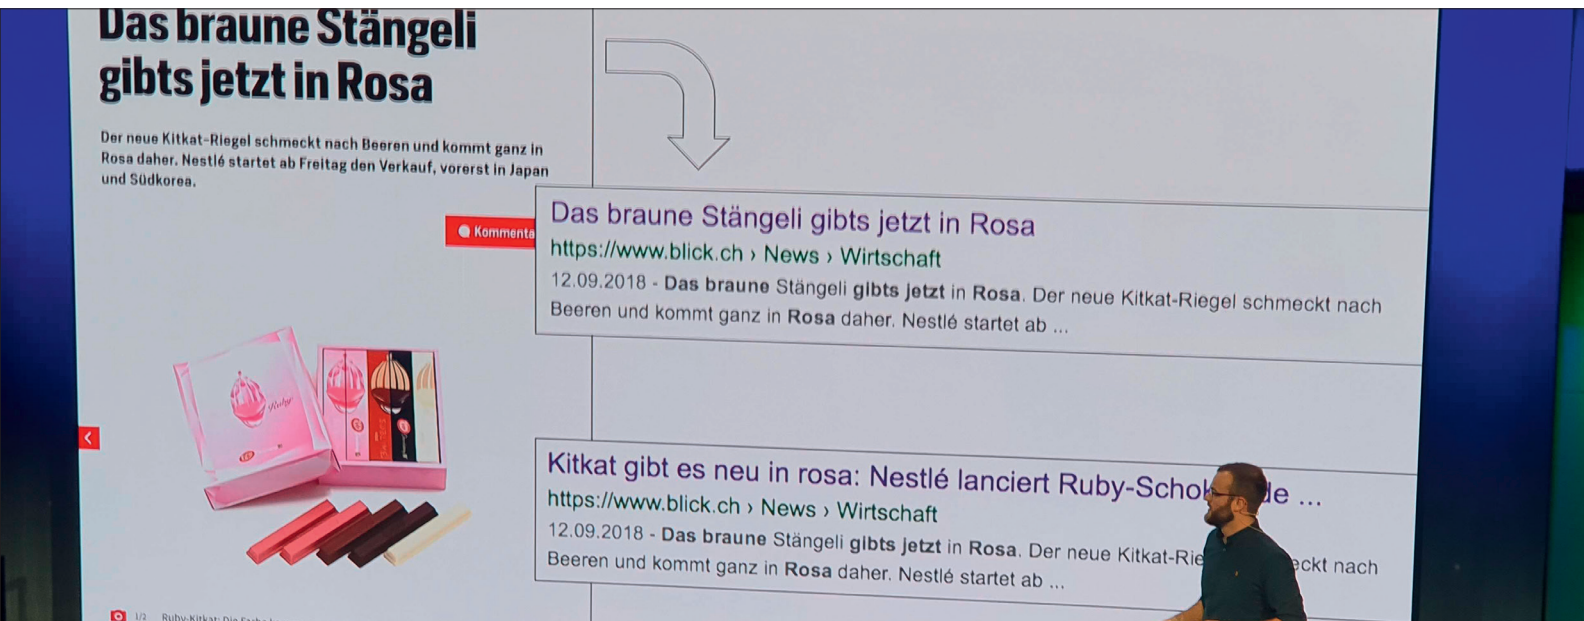 Das braune Stängeli
gibts jetzt in Rosa
Der neue Kitkat-Riegel schmeckt nach Beeren und kommt ganz in
Rosa daher. Nestlé startet ab Freitag den Verkauf, vorerst in Japan
und Südkorea.
Kommenta
Das braune Stängeli gibts jetzt in Rosa
https://www.blick.ch › News › Wirtschaft
12.09.2018 - Das braune Stängeli gibts jetzt in Rosa. Der neue Kitkat-Riegel schmeckt nach
Beeren und kommt ganz in Rosa daher. Nestlé startet ab ...
Ruby
Kitkat gibt es neu in rosa: Nestlé lanciert Ruby-Schok de ...
https://www.blick.ch › News › Wirtschaft
12.09.2018 - Das braune Stängeli gibts jetzt in Rosa. Der neue Kitkat-Rie eckt nach
Beeren und kommt ganz in Rosa daher. Nestlé startet ab ...
1/2 Ruby-Kitkat: Die